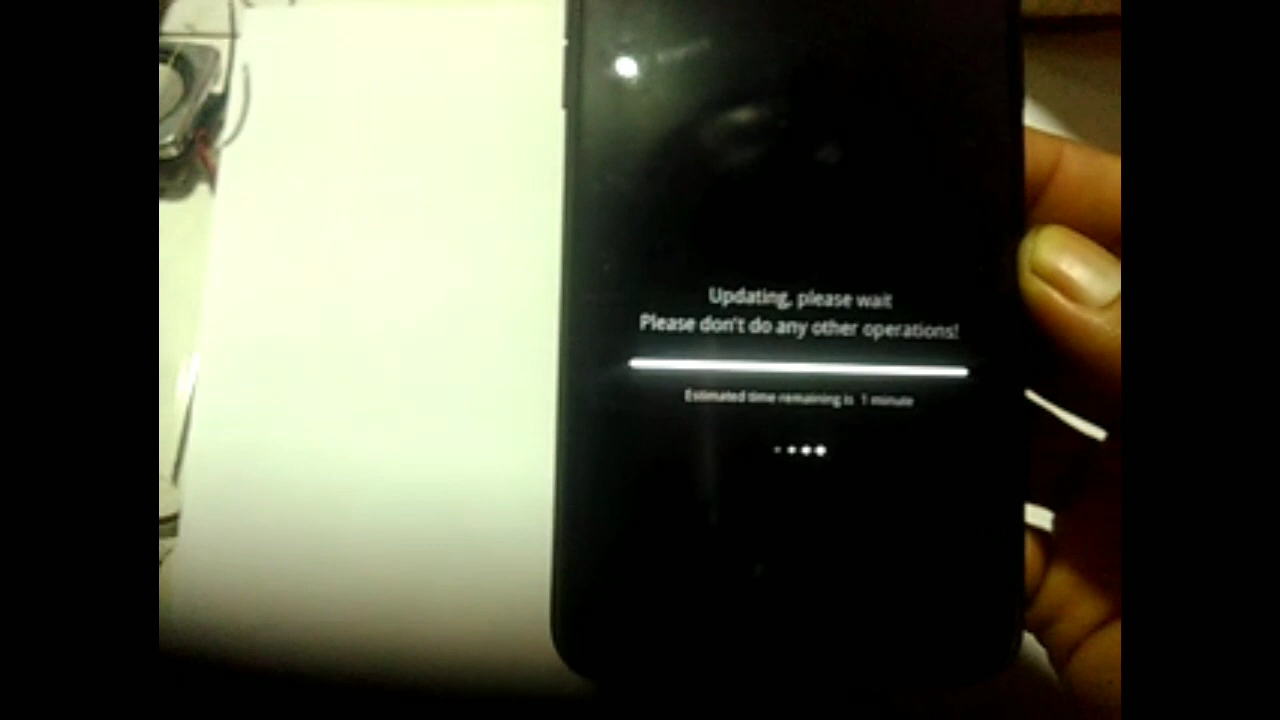 Updating, please wait
Please don't do any other operations!
Estimated time remaining is 1 minute